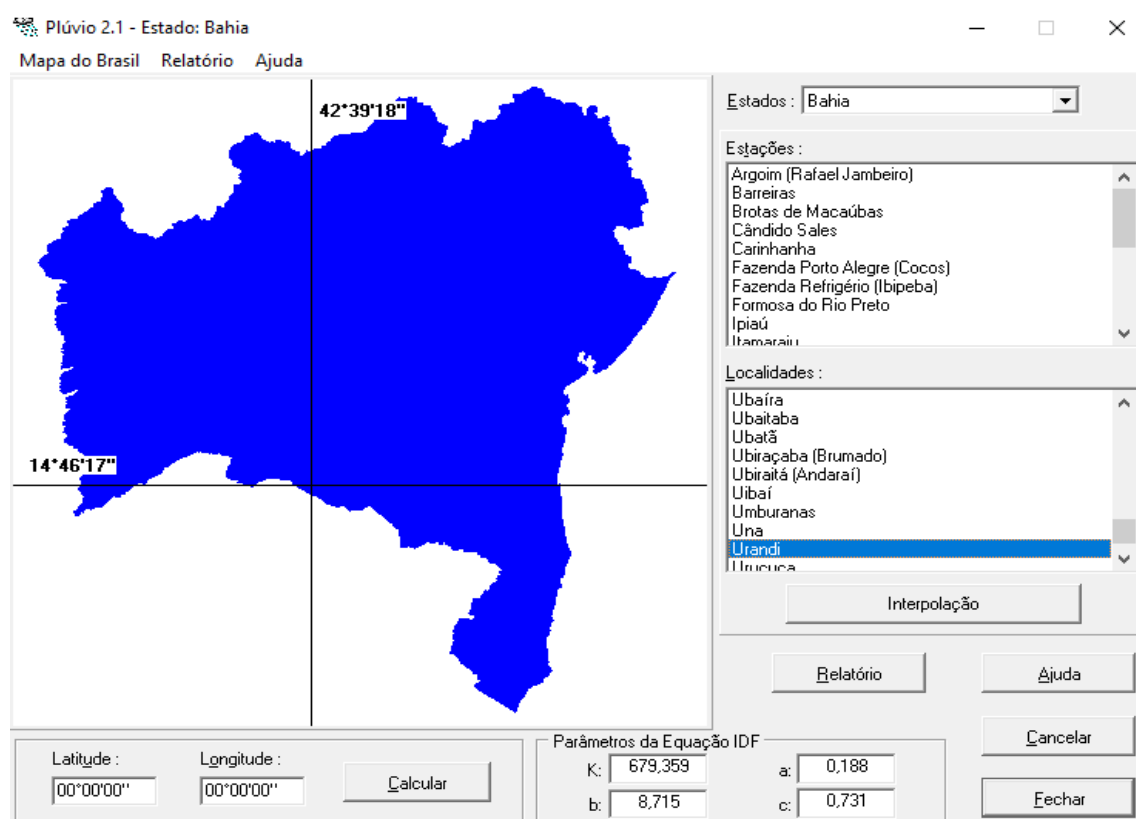 Plúvio 2.1 - Estado: Bahia
Mapa do Brasil Relatório Ajuda
42°39'18"
14°46'17"
Estados : Bahia
Estações :
Argoim (Rafael Jambeiro)
Barreiras
Brotas de Macaúbas
Cândido Sales
Carinhanha
Fazenda Porto Alegre (Cocos)
Fazenda Refrigério (Ibipeba)
Formosa do Rio Preto
Ipiaú
Itamaraju
Localidades :
Ubaíra
Ubaitaba
Ubatã
Ubiraçaba (Brumado)
Ubiraitá (Andaraí)
Uibaí
Umburanas
Una
Urandi
Uruçuca
Interpolação
Relatório Ajuda
Cancelar
Fechar
Latitude : Longitude :
00°00'00" 00°00'00" Calcular
Parâmetros da Equação IDF
K: 679,359 a: 0,188
b: 8,715 c: 0,731